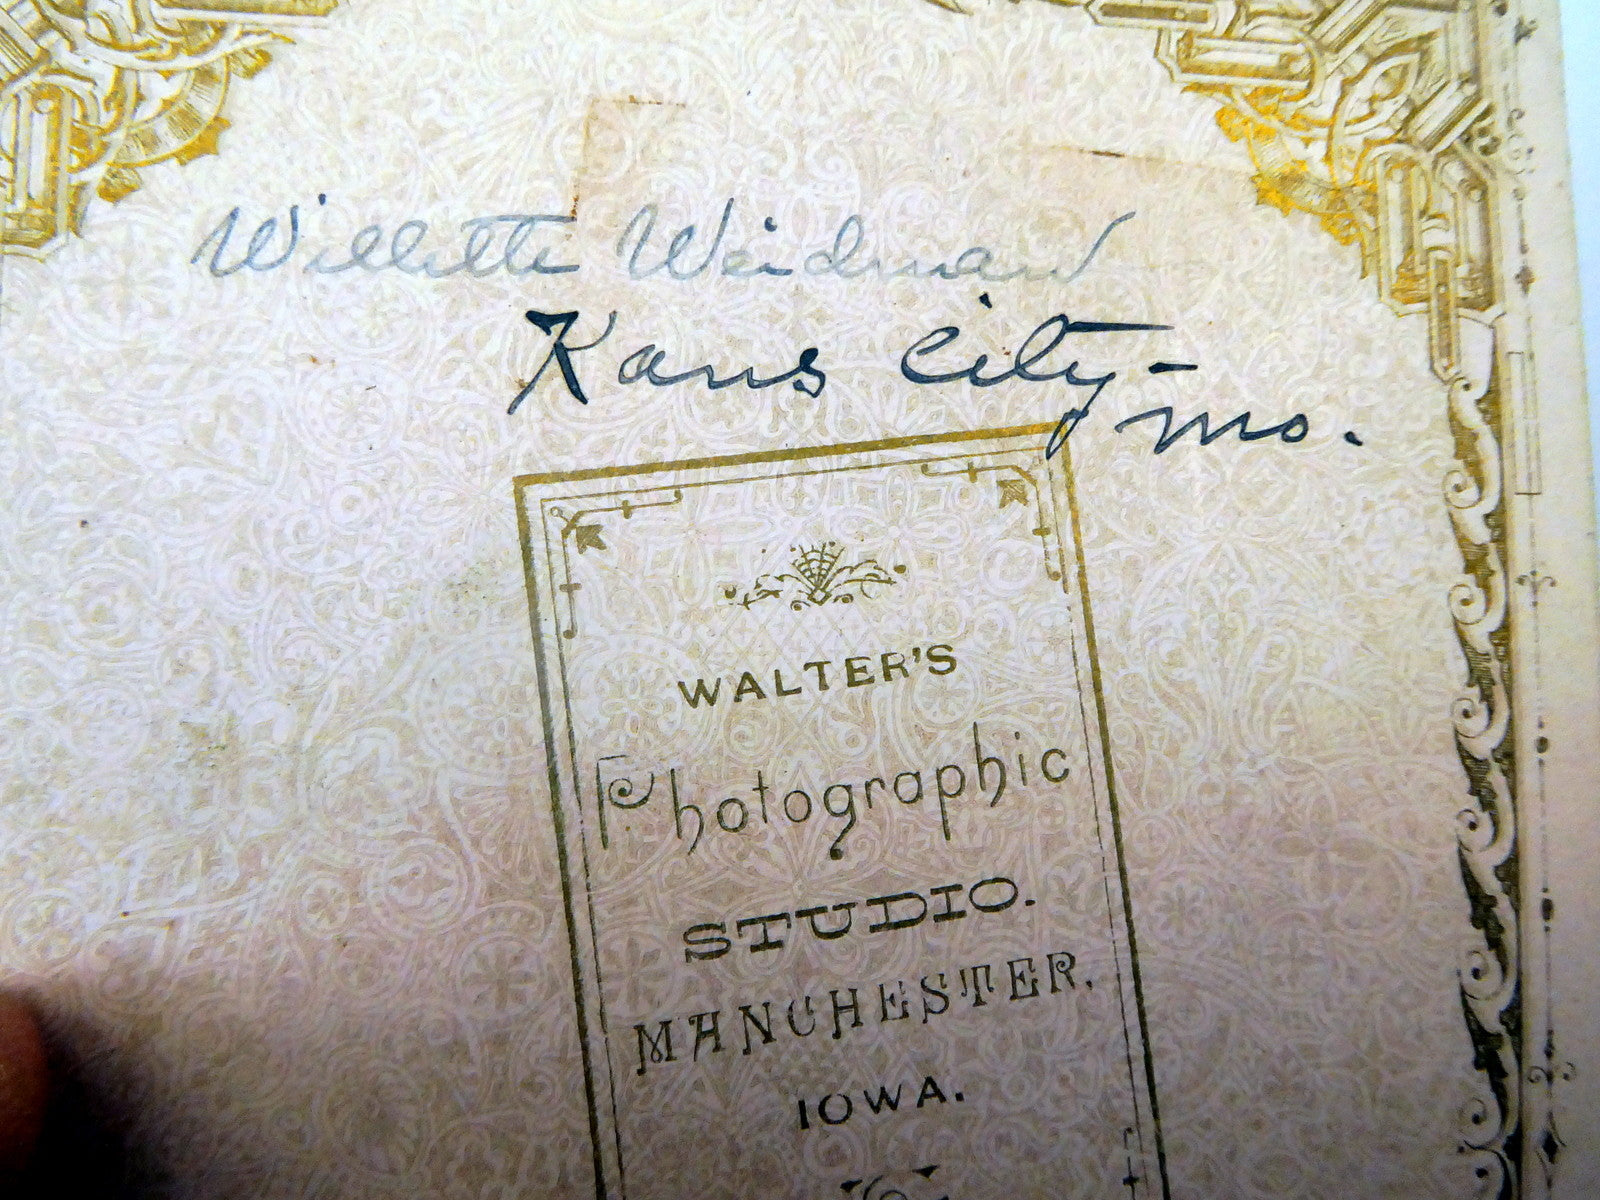 Willette Weidman
Kans City -
Mo.
WALTER'S
Photographic
STUDIO.
MANCHESTER.
IOWA.